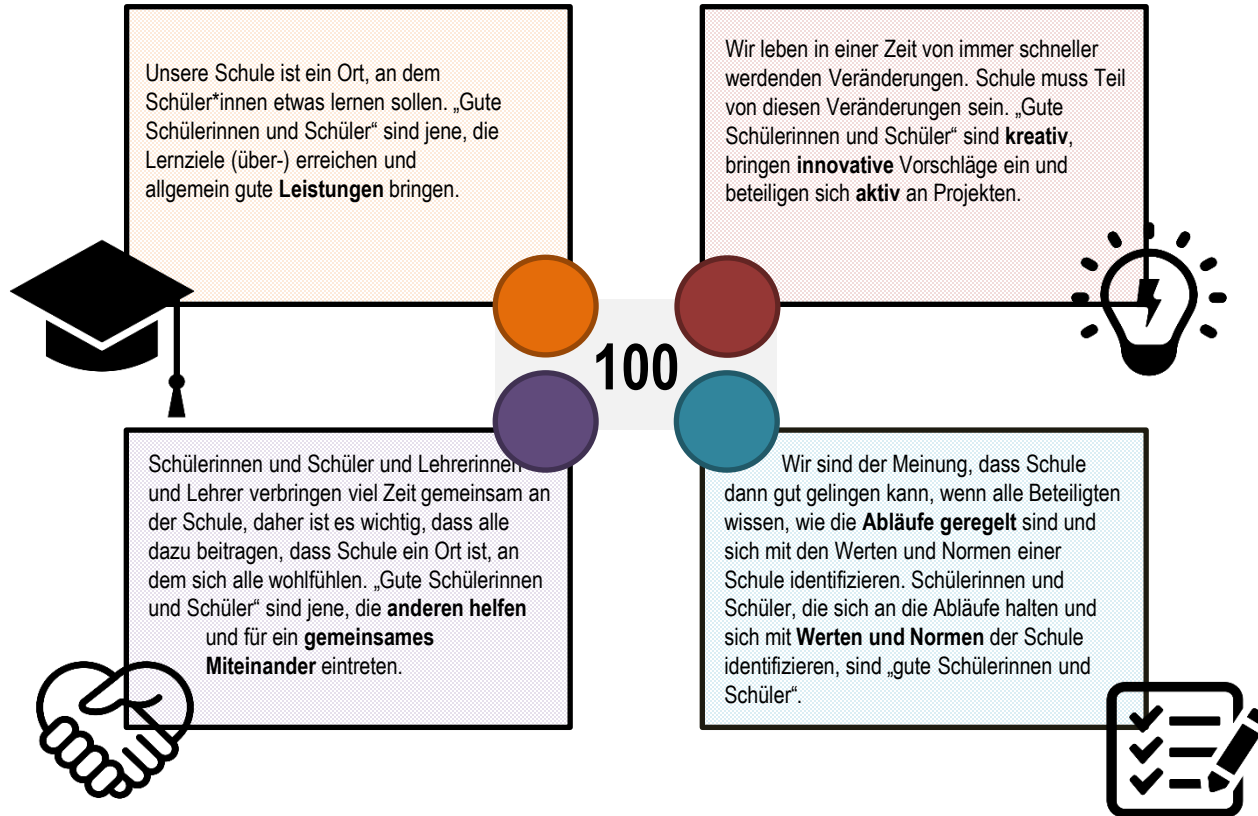 Unsere Schule ist ein Ort, an dem
Schüler*innen etwas lernen sollen. „Gute
Schülerinnen und Schüler“ sind jene, die
Lernziele (über-) erreichen und
allgemein gute Leistungen bringen.
Wir leben in einer Zeit von immer schneller
werdenden Veränderungen. Schule muss Teil
von diesen Veränderungen sein. „Gute
Schülerinnen und Schüler“ sind kreativ,
bringen innovative Vorschläge ein und
beteiligen sich aktiv an Projekten.
100
Schülerinnen und Schüler und Lehrerinnen
und Lehrer verbringen viel Zeit gemeinsam an
der Schule, daher ist es wichtig, dass alle
dazu beitragen, dass Schule ein Ort ist, an
dem sich alle wohlfühlen. „Gute Schülerinnen
und Schüler“ sind jene, die anderen helfen
und für ein gemeinsames
Miteinander eintreten.
Wir sind der Meinung, dass Schule
dann gut gelingen kann, wenn alle Beteiligten
wissen, wie die Abläufe geregelt sind und
sich mit den Werten und Normen einer
Schule identifizieren. Schülerinnen und
Schüler, die sich an die Abläufe halten und
sich mit Werten und Normen der Schule
identifizieren, sind „gute Schülerinnen und
Schüler“.